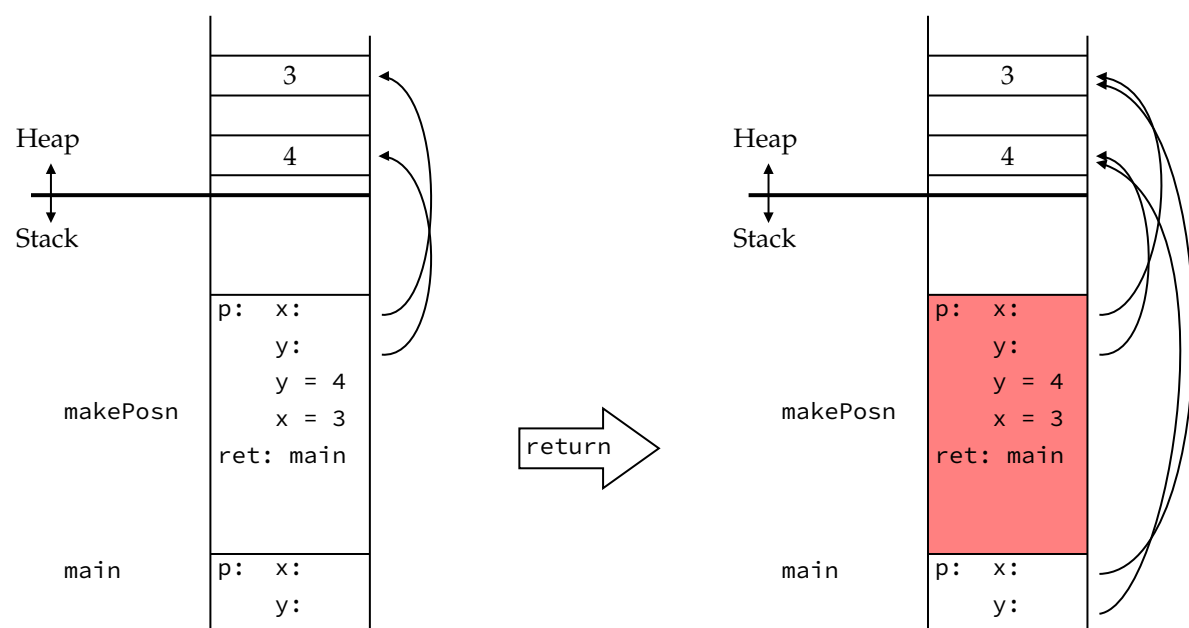 3
Heap
4
Stack
p: x:
y:
y = 4
makePosn
x = 3
ret: main
main
p: x:
y:
return
3
Heap
4
Stack
p: x:
y:
y = 4
makePosn
x = 3
ret: main
main
p: x:
y: